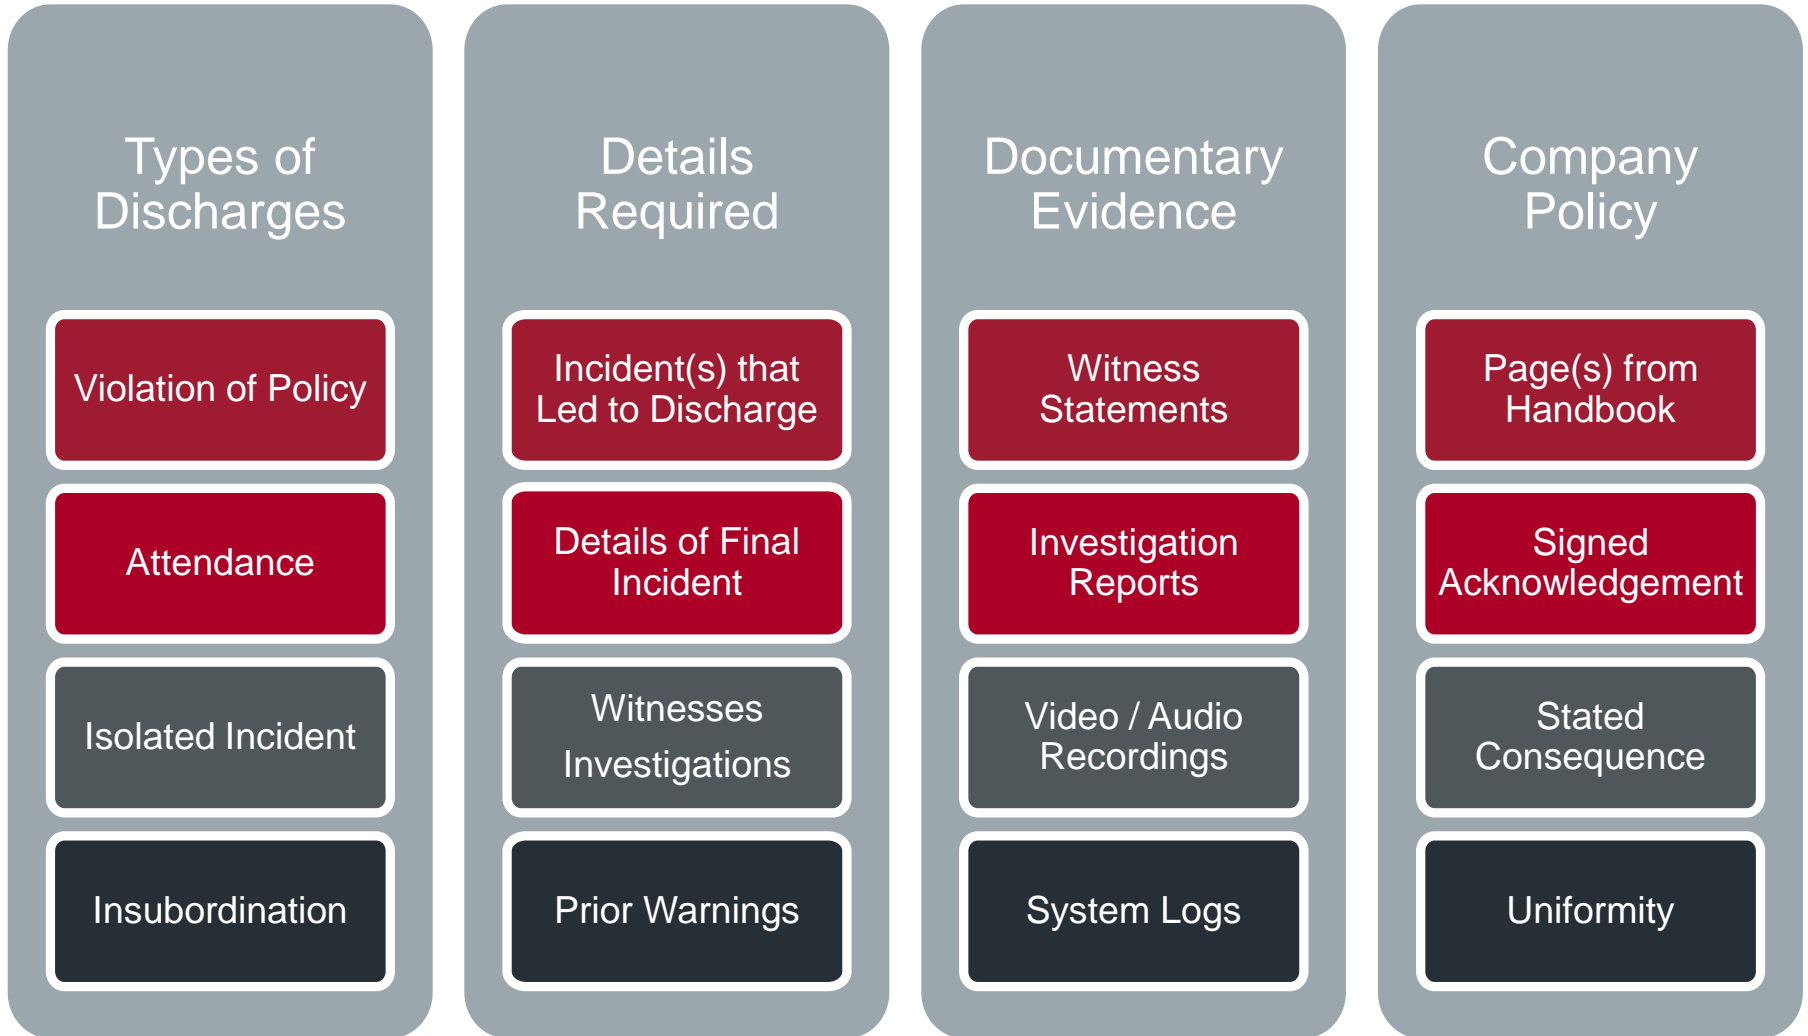 Types of
Discharges
Violation of Policy
Attendance
Isolated Incident
Insubordination
Details
Required
Incident(s) that
Led to Discharge
Details of Final
Incident
Witnesses
Investigations
Prior Warnings
Documentary
Evidence
Witness
Statements
Investigation
Reports
Video / Audio
Recordings
System Logs
Company
Policy
Page(s) from
Handbook
Signed
Acknowledgement
Stated
Consequence
Uniformity